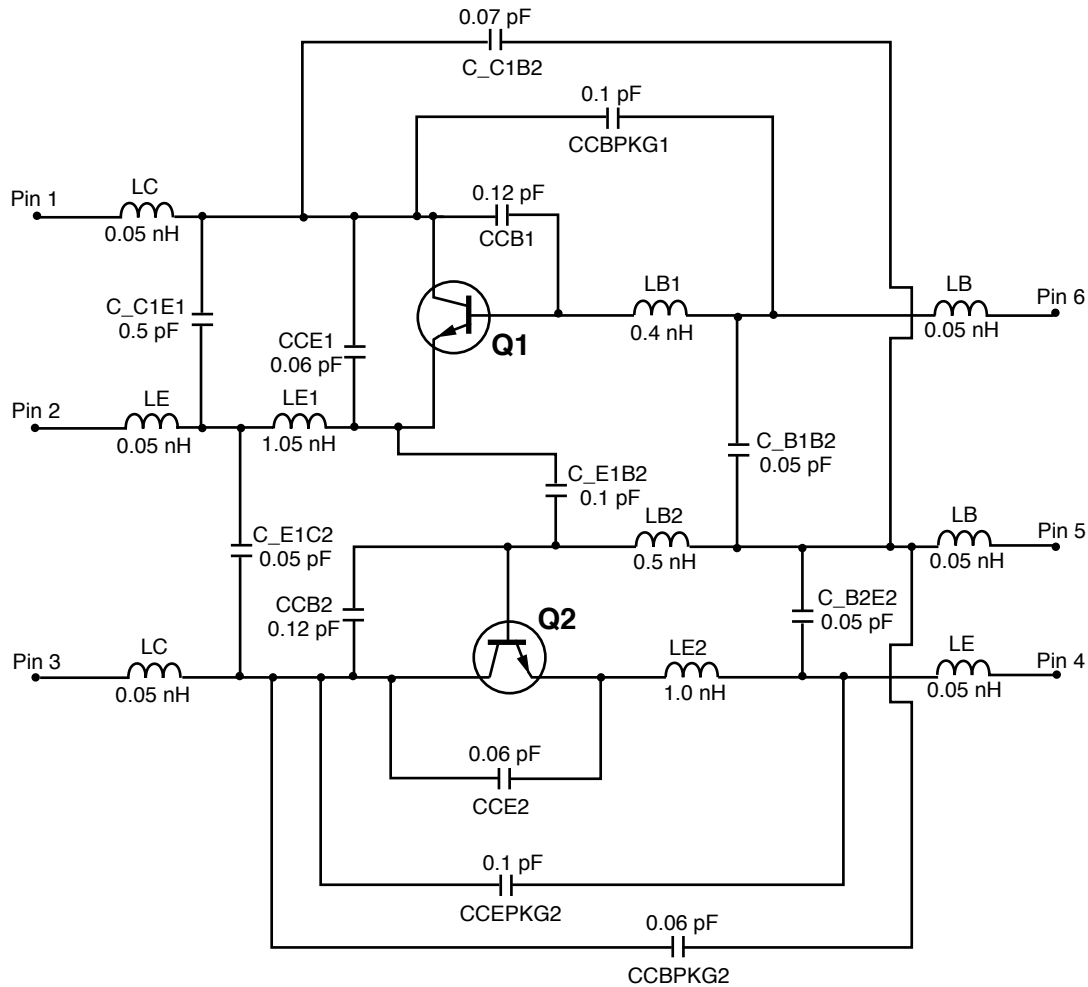 0.07 pF
C_C1B2
0.1 pF
CCBPKG1
Pin 1
LC
0.05 nH
0.12 pF
CCB1
C_C1E1
0.5 pF
CCE1
0.06 pF
Q1
LB1
0.4 nH
LB
0.05 nH
Pin 6
Pin 2
LE
0.05 nH
LE1
1.05 nH
C_B1B2
0.05 pF
C_E1B2
0.1 pF
C_E1C2
0.05 pF
LB2
0.5 nH
LB
0.05 nH
Pin 5
CCB2
0.12 pF
Q2
C_B2E2
0.05 pF
Pin 3
LC
0.05 nH
LE2
1.0 nH
LE
0.05 nH
Pin 4
0.06 pF
CCE2
0.1 pF
CCEPKG2
0.06 pF
CCBPKG2